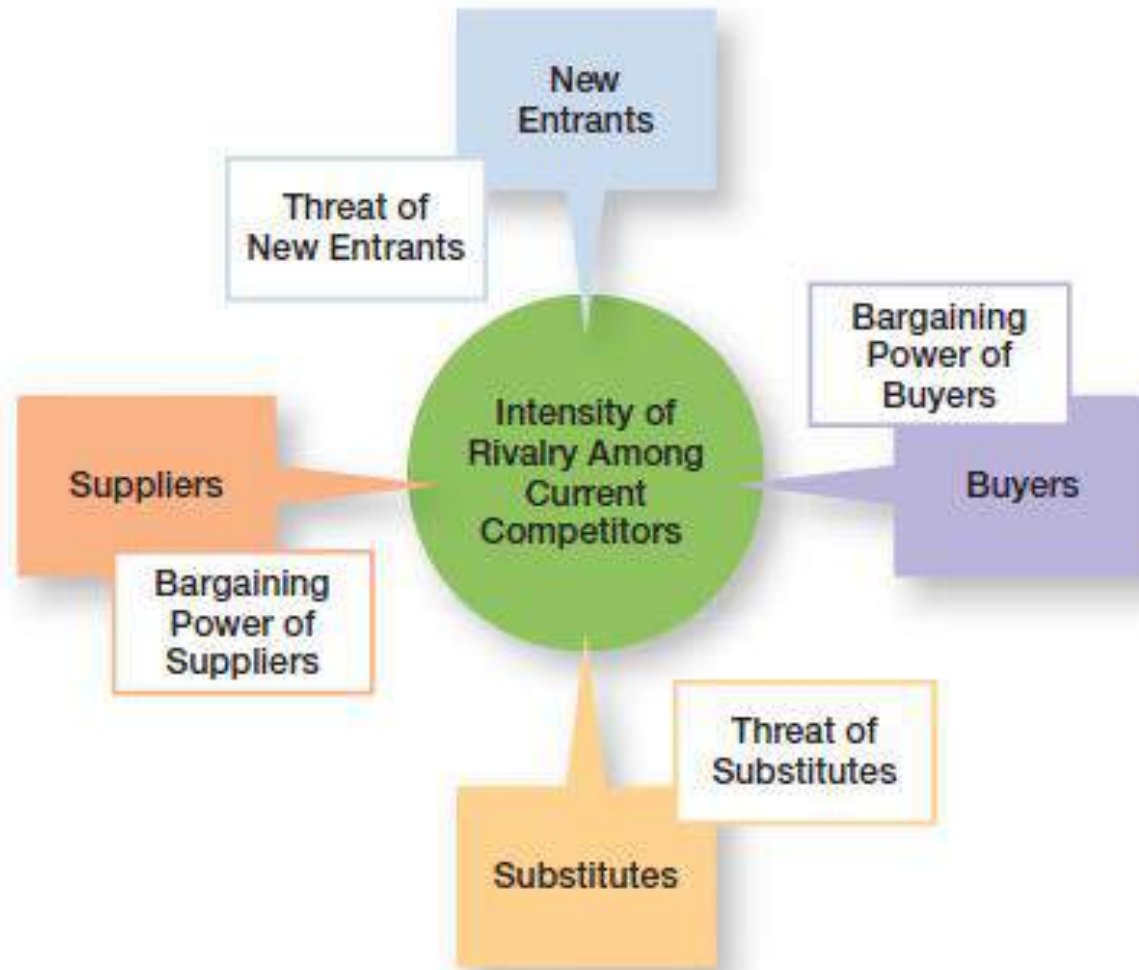 New
Entrants
Threat of
New Entrants
Bargaining
Power of
Buyers
Intensity of
Rivalry Among
Current
Competitors
Suppliers
Buyers
Bargaining
Power of
Suppliers
Threat of
Substitutes
Substitutes